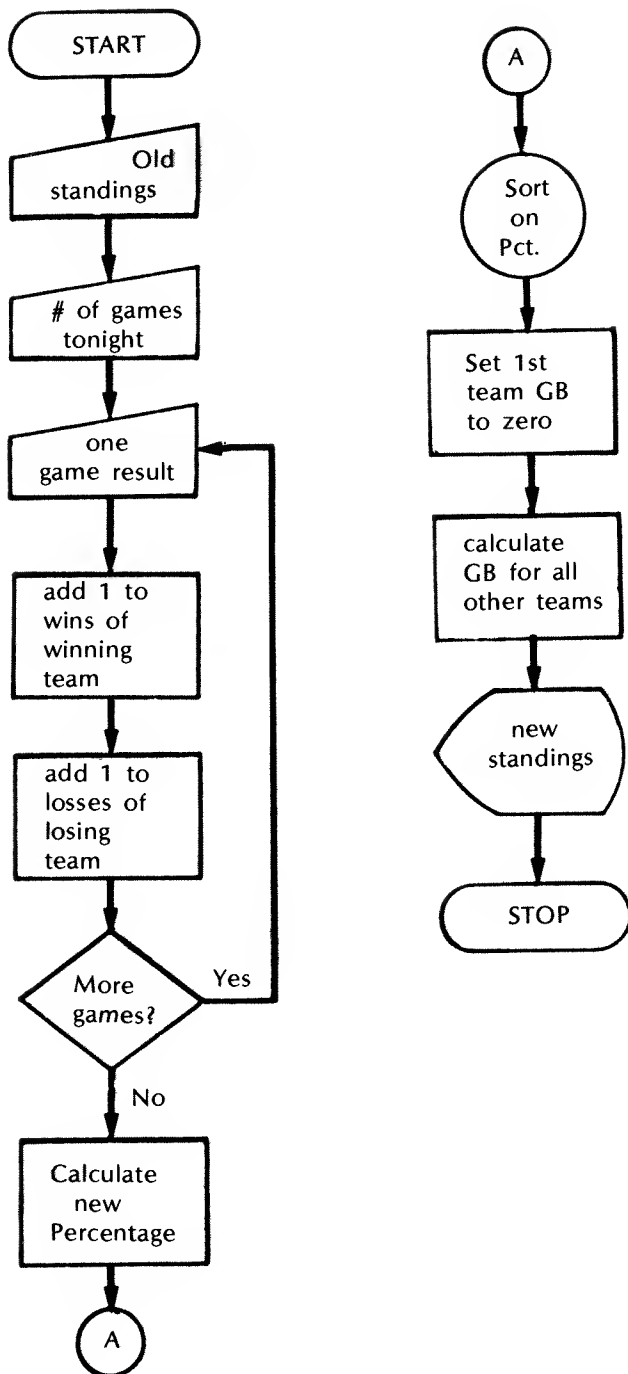 START
Old
standings
# of games
tonight
one
game result
add 1 to
wins of
winning
team
add 1 to
losses of
losing
team
More
games?
Yes
No
Calculate
new
Percentage
A
A
Sort
on
Pct.
Set 1st
team GB
to zero
calculate
GB for all
other teams
new
standings
STOP